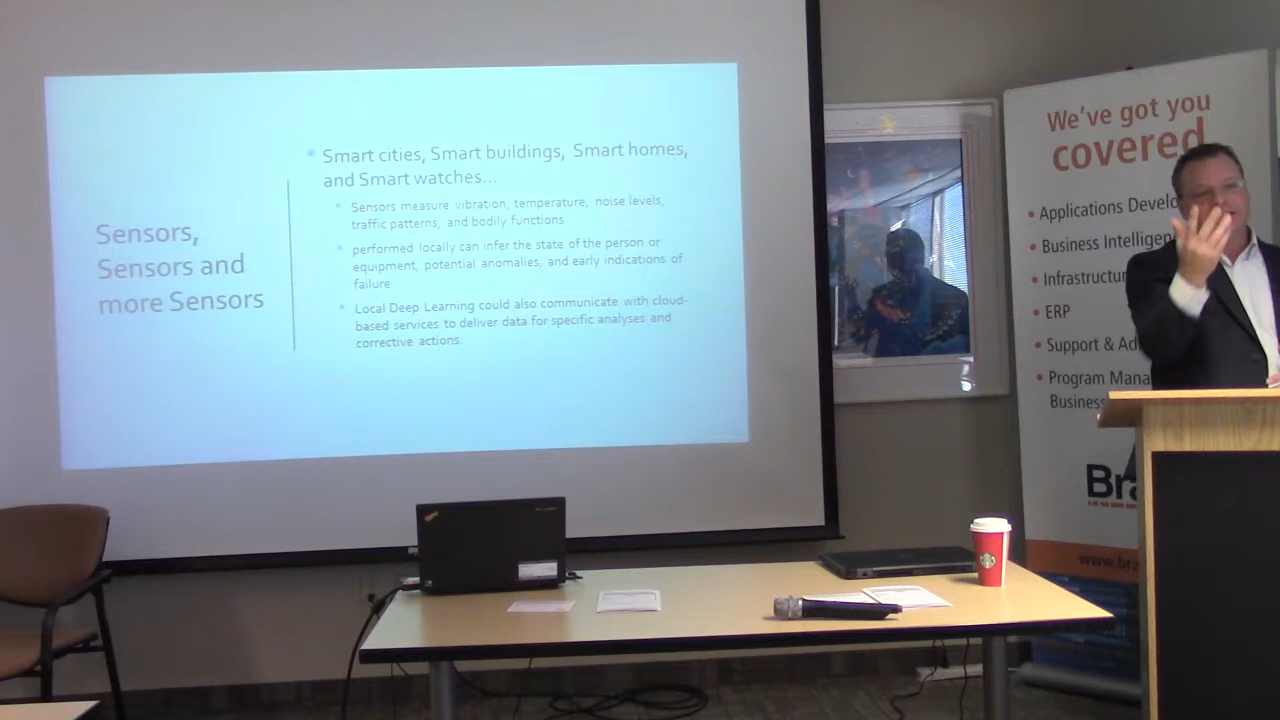 Sensors,
Sensors and
more Sensors
Smart cities, Smart buildings, Smart homes,
and Smart watches...
Sensors measure vibration, temperature, noise levels,
traffic patterns, and bodily functions
performed locally can infer the state of the person or
equipment, potential anomalies, and early indications of
failure
Local Deep Learning could also communicate with cloud-
based services to deliver data for specific analyses and
corrective actions.
We've got you
covered
Applications Develo
Business Intelligen
Infrastructur
ERP
Support & Ad
Program Mana
Business
Bra
www.bra